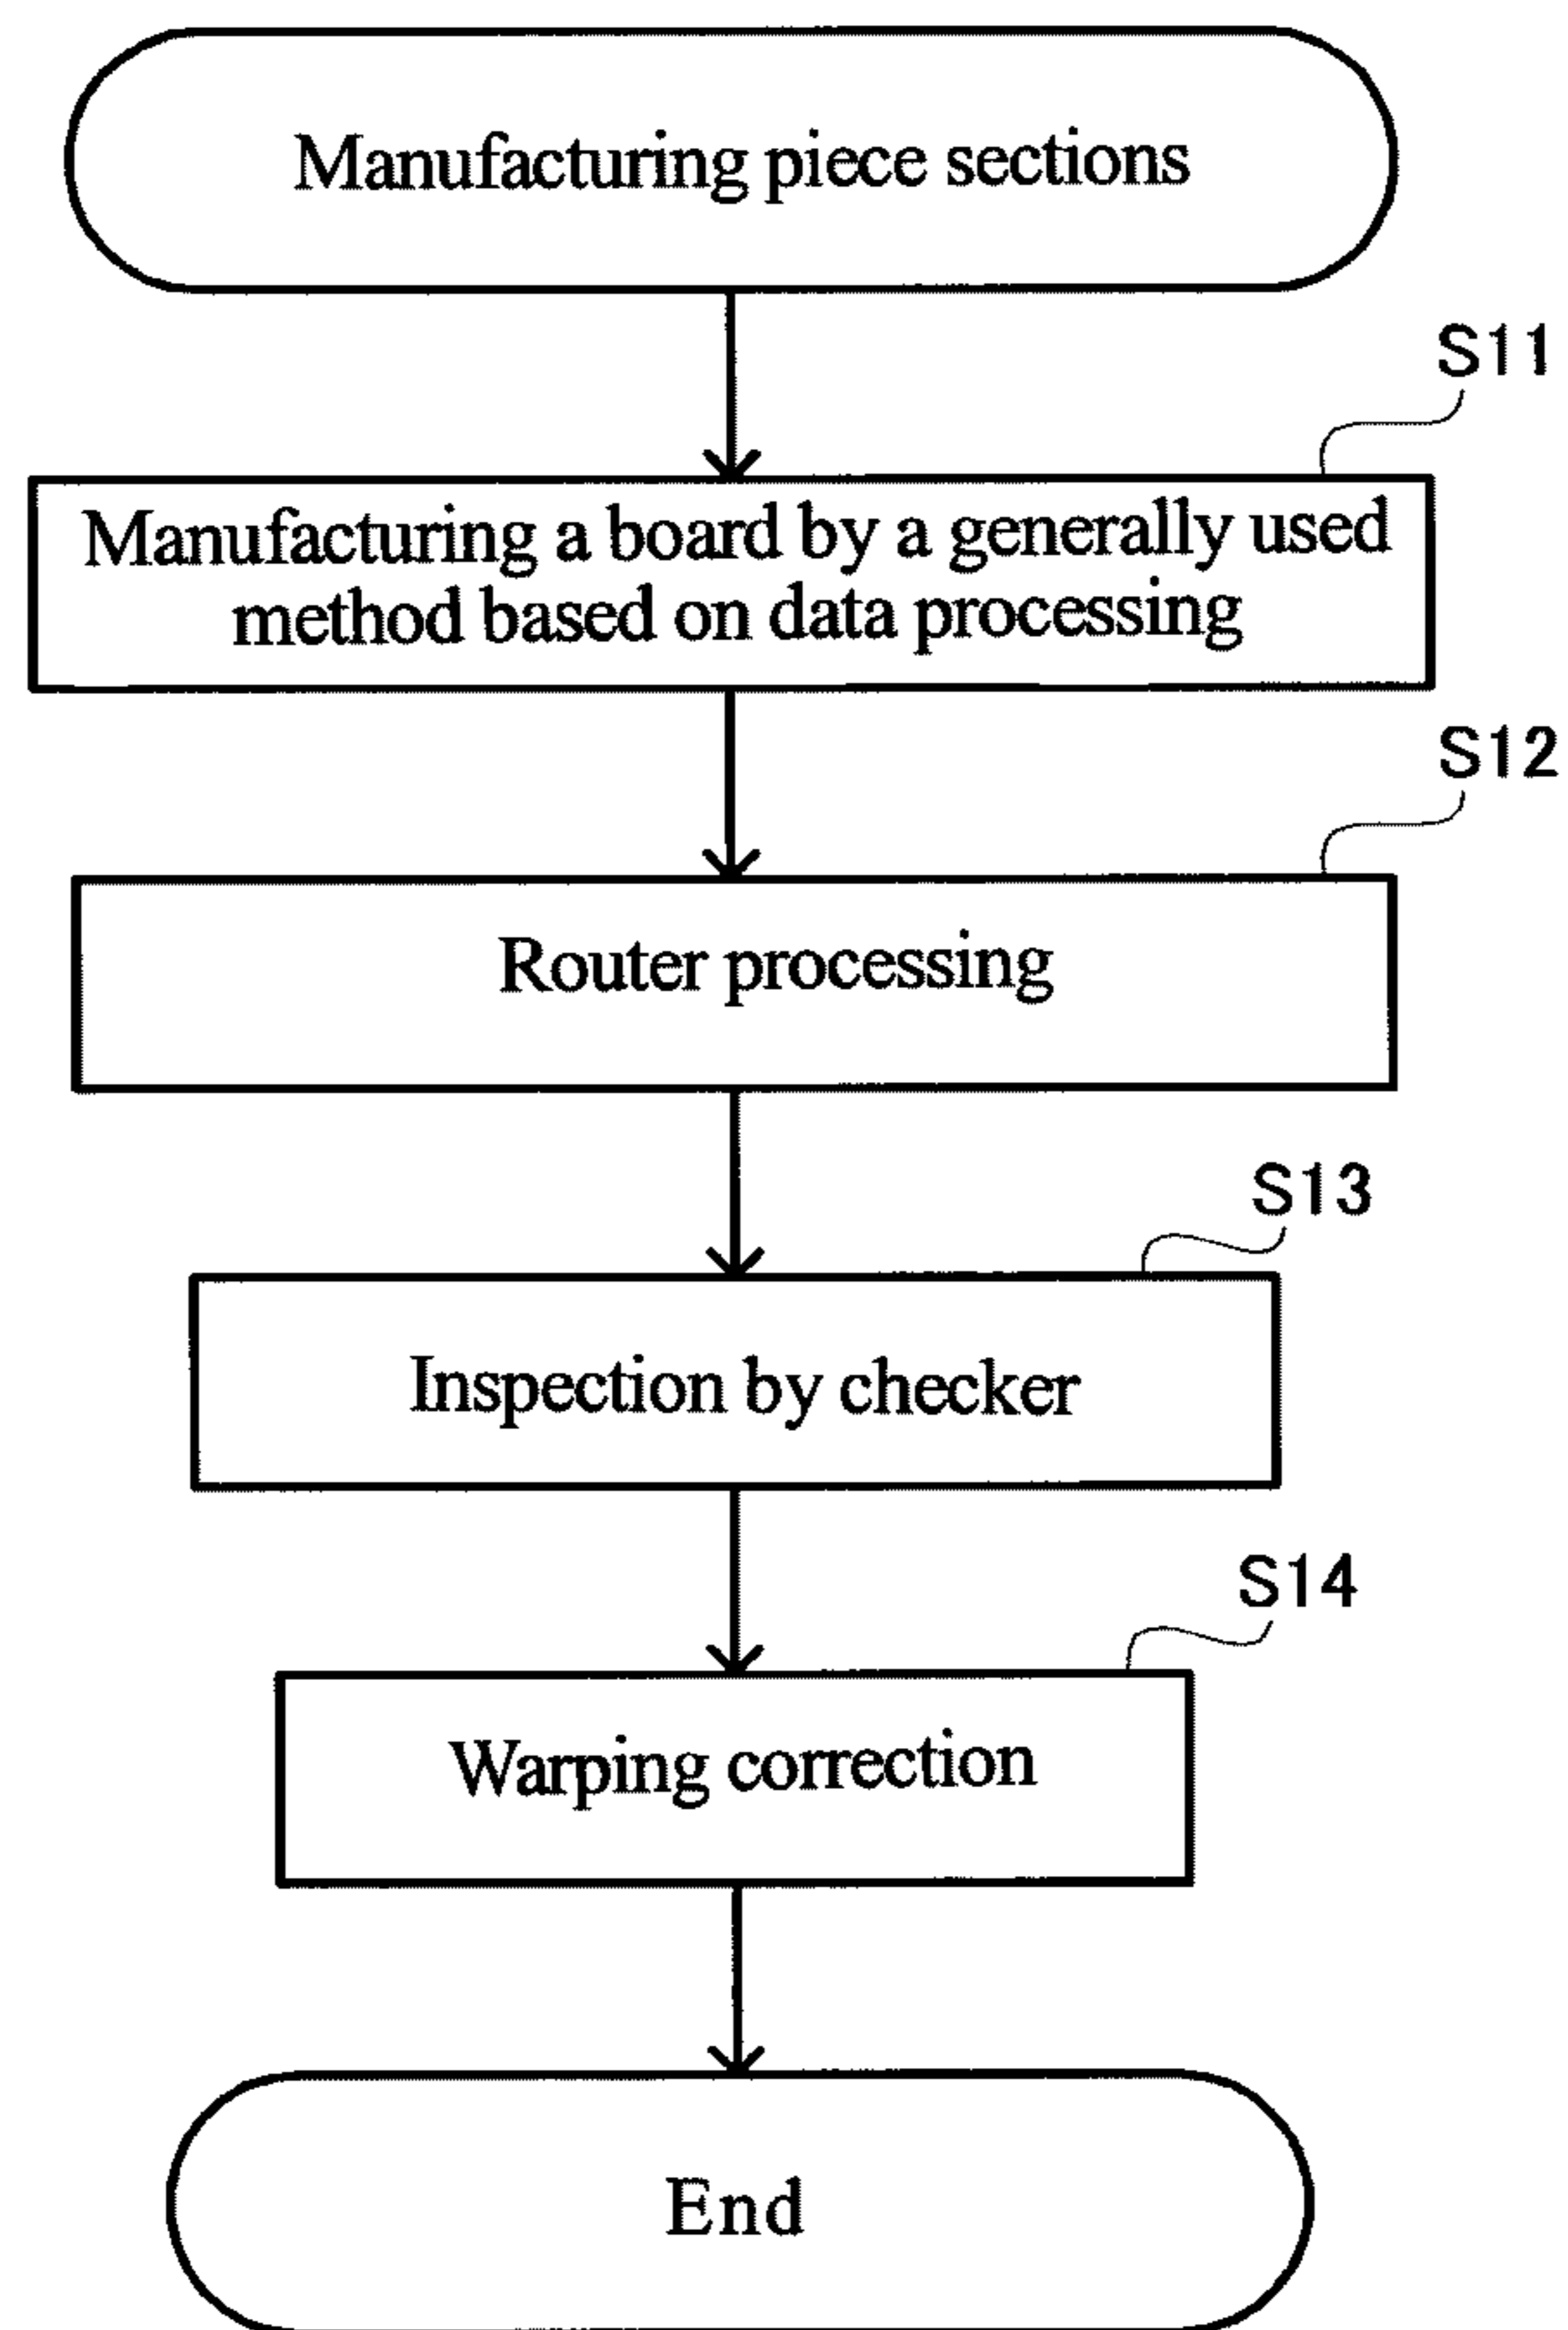 Manufacturing piece sections
S11
Manufacturing a board by a generally used
method based on data processing
S12
Router processing
S13
Inspection by checker
S14
Warping correction
End